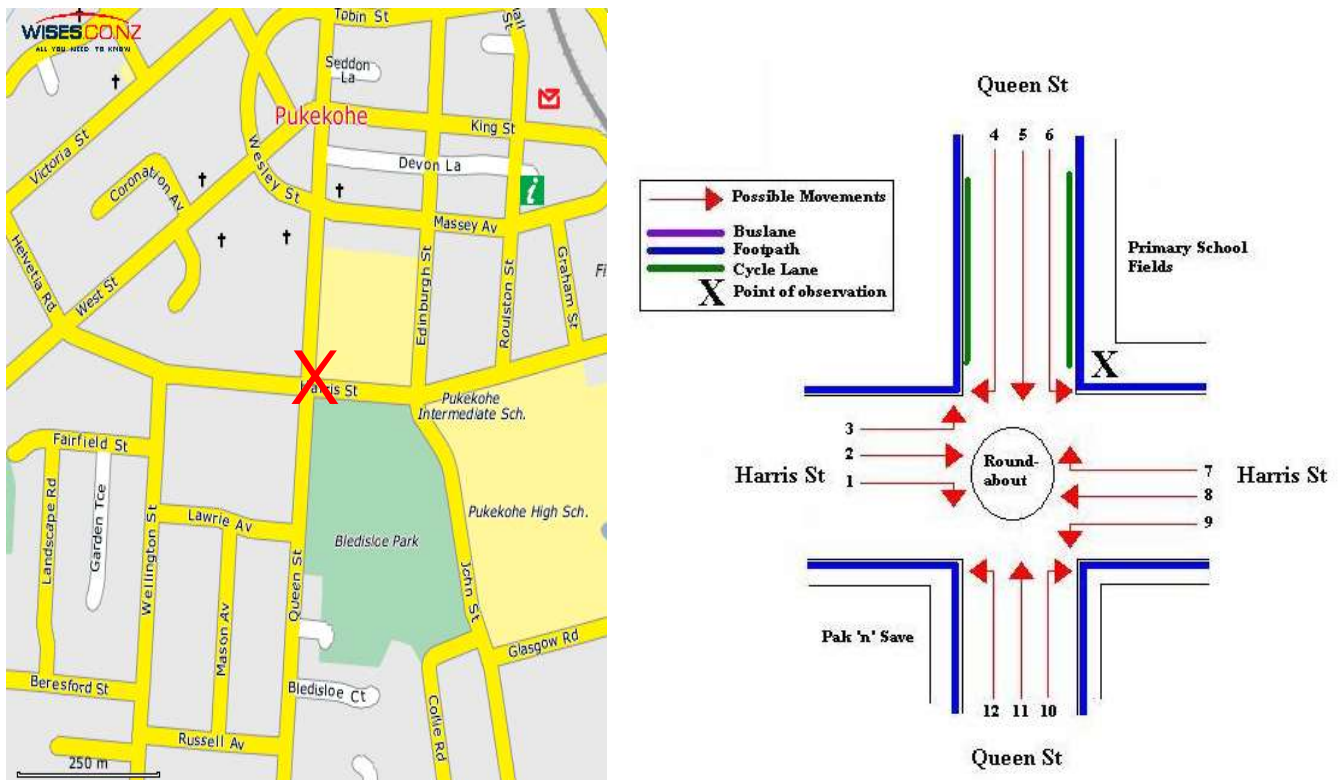 WISES.CO.NZ
ALL YOU NEED TO KNOW
Tobin St
Seddon
La
Pukekohe
King St
Devon La
Victoria St
Wesley St
Coronation Av
Massey Av
Helvetia Rd
West St
Edinburgh St
Roulston St
Graham St
Harris St
Pukekohe
Intermediate Sch.
Fairfield St
Landscape Rd
Garden Tce
Wellington St
Lawrie Av
Pukekohe High Sch.
Bledisloe Park
Queen St
Mason Av
John St
Glasgow Rd
Beresford St
Bledisloe Ct
Collie Rd
Russell Av
250 m
X
Queen St
4 5 6
Possible Movements
Buslane
Footpath
Cycle Lane
X Point of observation
Primary School
Fields
X
3
2
1
Harris St
Round-
about
7
8
9
Harris St
Pak 'n' Save
12 11 10
Queen St